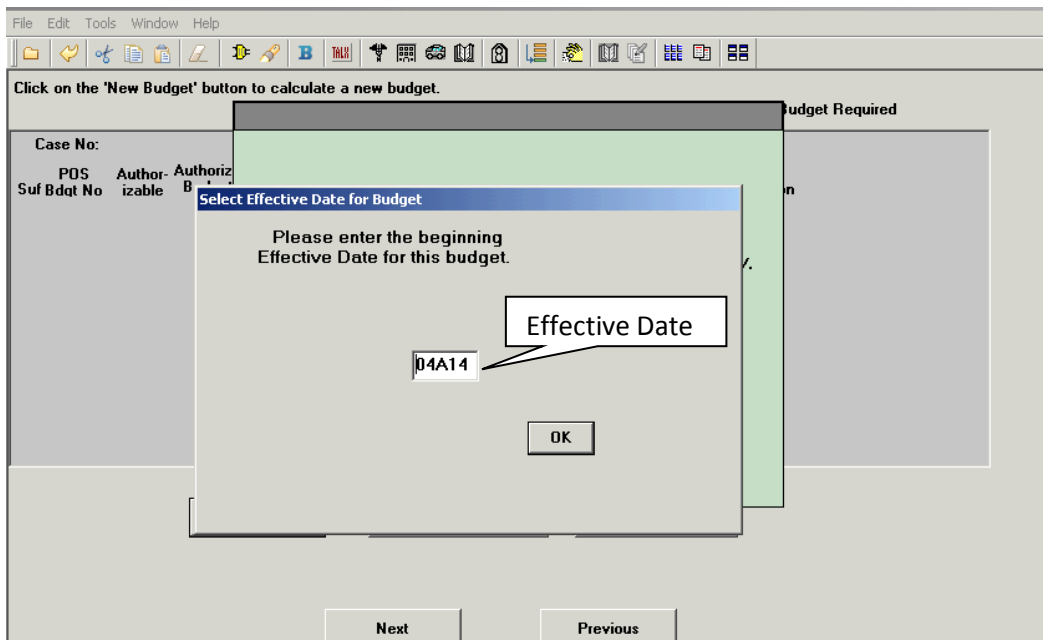 File Edit Tools Window Help
B TALX
Click on the 'New Budget' button to calculate a new budget.
Budget Required
Case No:
POS Author- Authoriz
Suf Bdgt No izable
Select Effective Date for Budget
Please enter the beginning
Effective Date for this budget.
Effective Date
04A14
OK
Next Previous